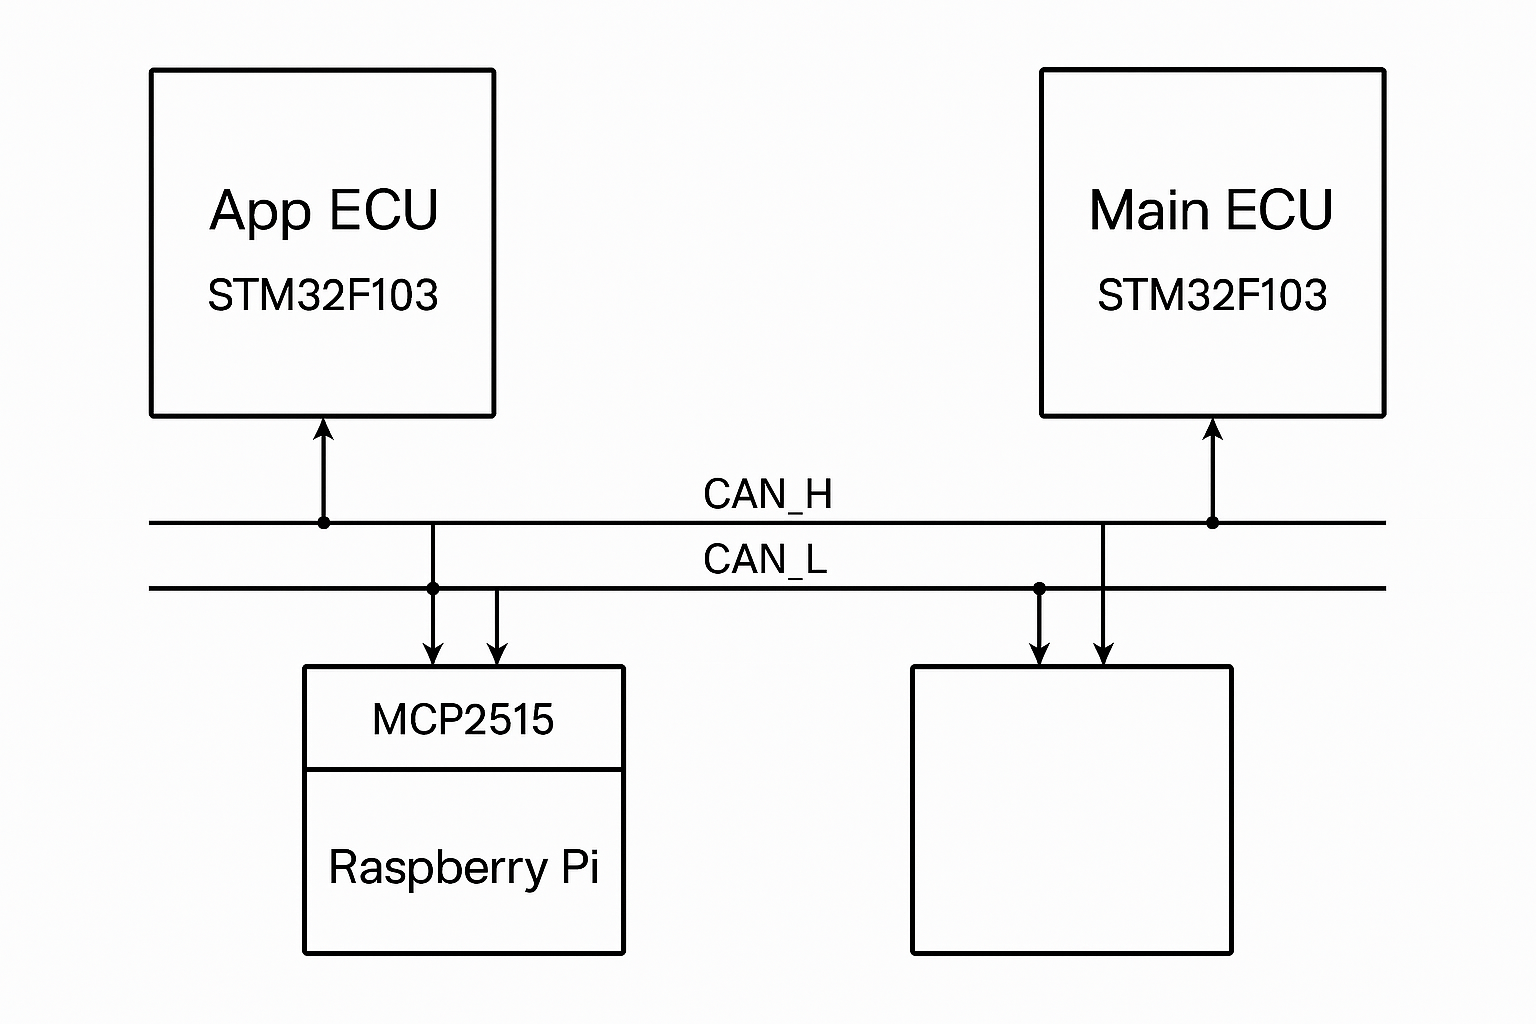 App ECU
STM32F103
Main ECU
STM32F103
CAN_H
CAN_L
MCP2515
Raspberry Pi